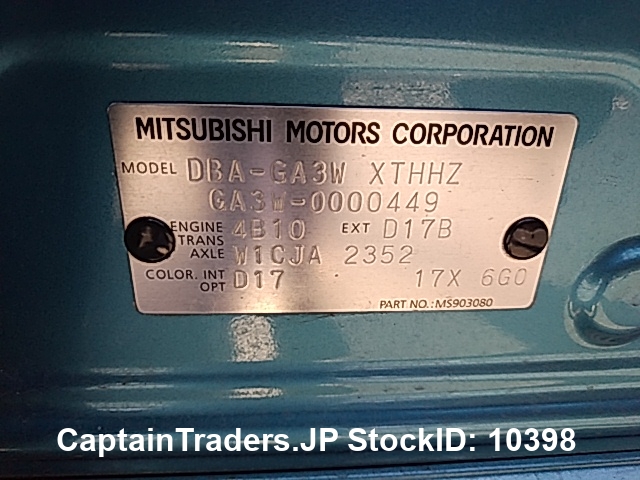 MITSUBISHI MOTORS CORPORATION
MODEL DBA-GA3W XTHHZ
GA3W-0000449
ENGINE 4B10 EXT D17B
TRANS AXLE W1CJA 2352
COLOR. INT OPT D17 17X 6G0
PART NO.: MS903080
CaptainTraders.JP StockID: 10398